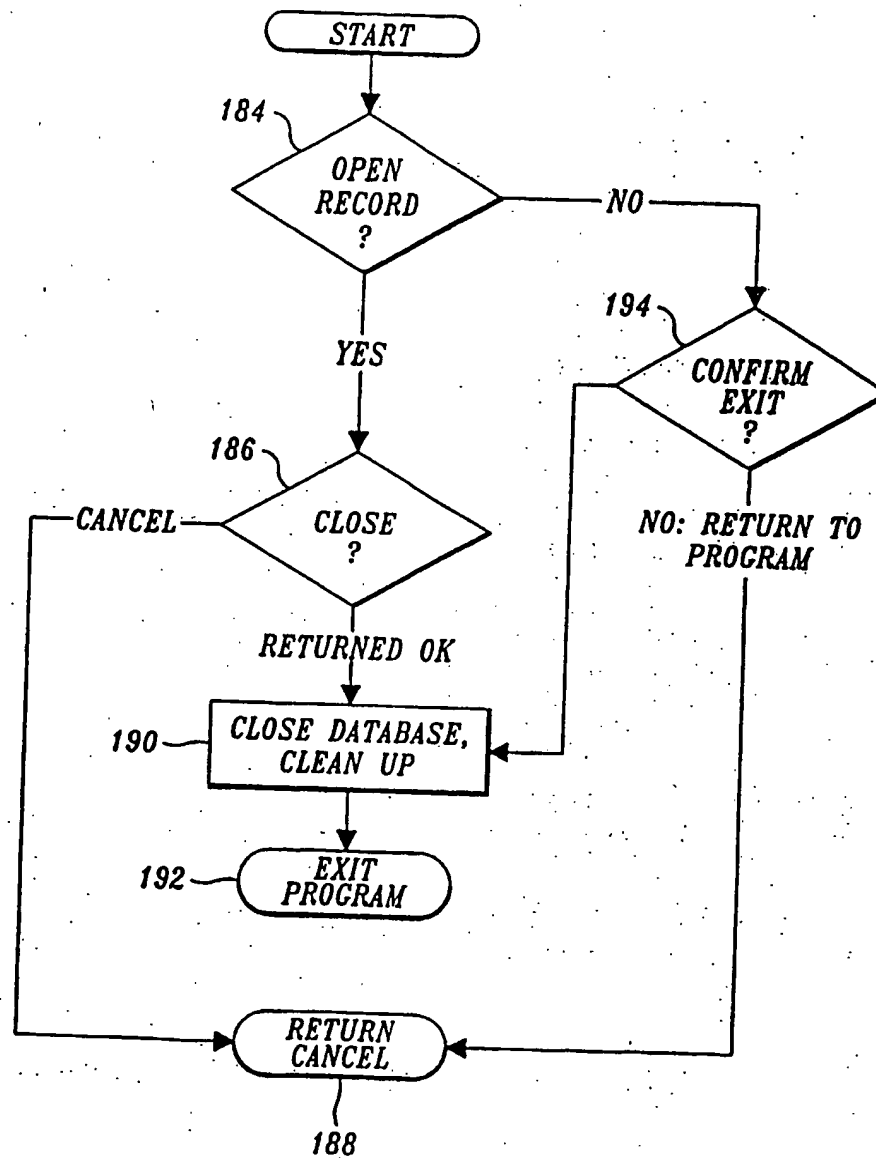 START
184
OPEN
RECORD
?
NO
194
CONFIRM
EXIT
?
YES
186
CANCEL
CLOSE
?
NO: RETURN TO
PROGRAM
RETURNED OK
190
CLOSE DATABASE,
CLEAN UP
192
EXIT
PROGRAM
RETURN
CANCEL
188